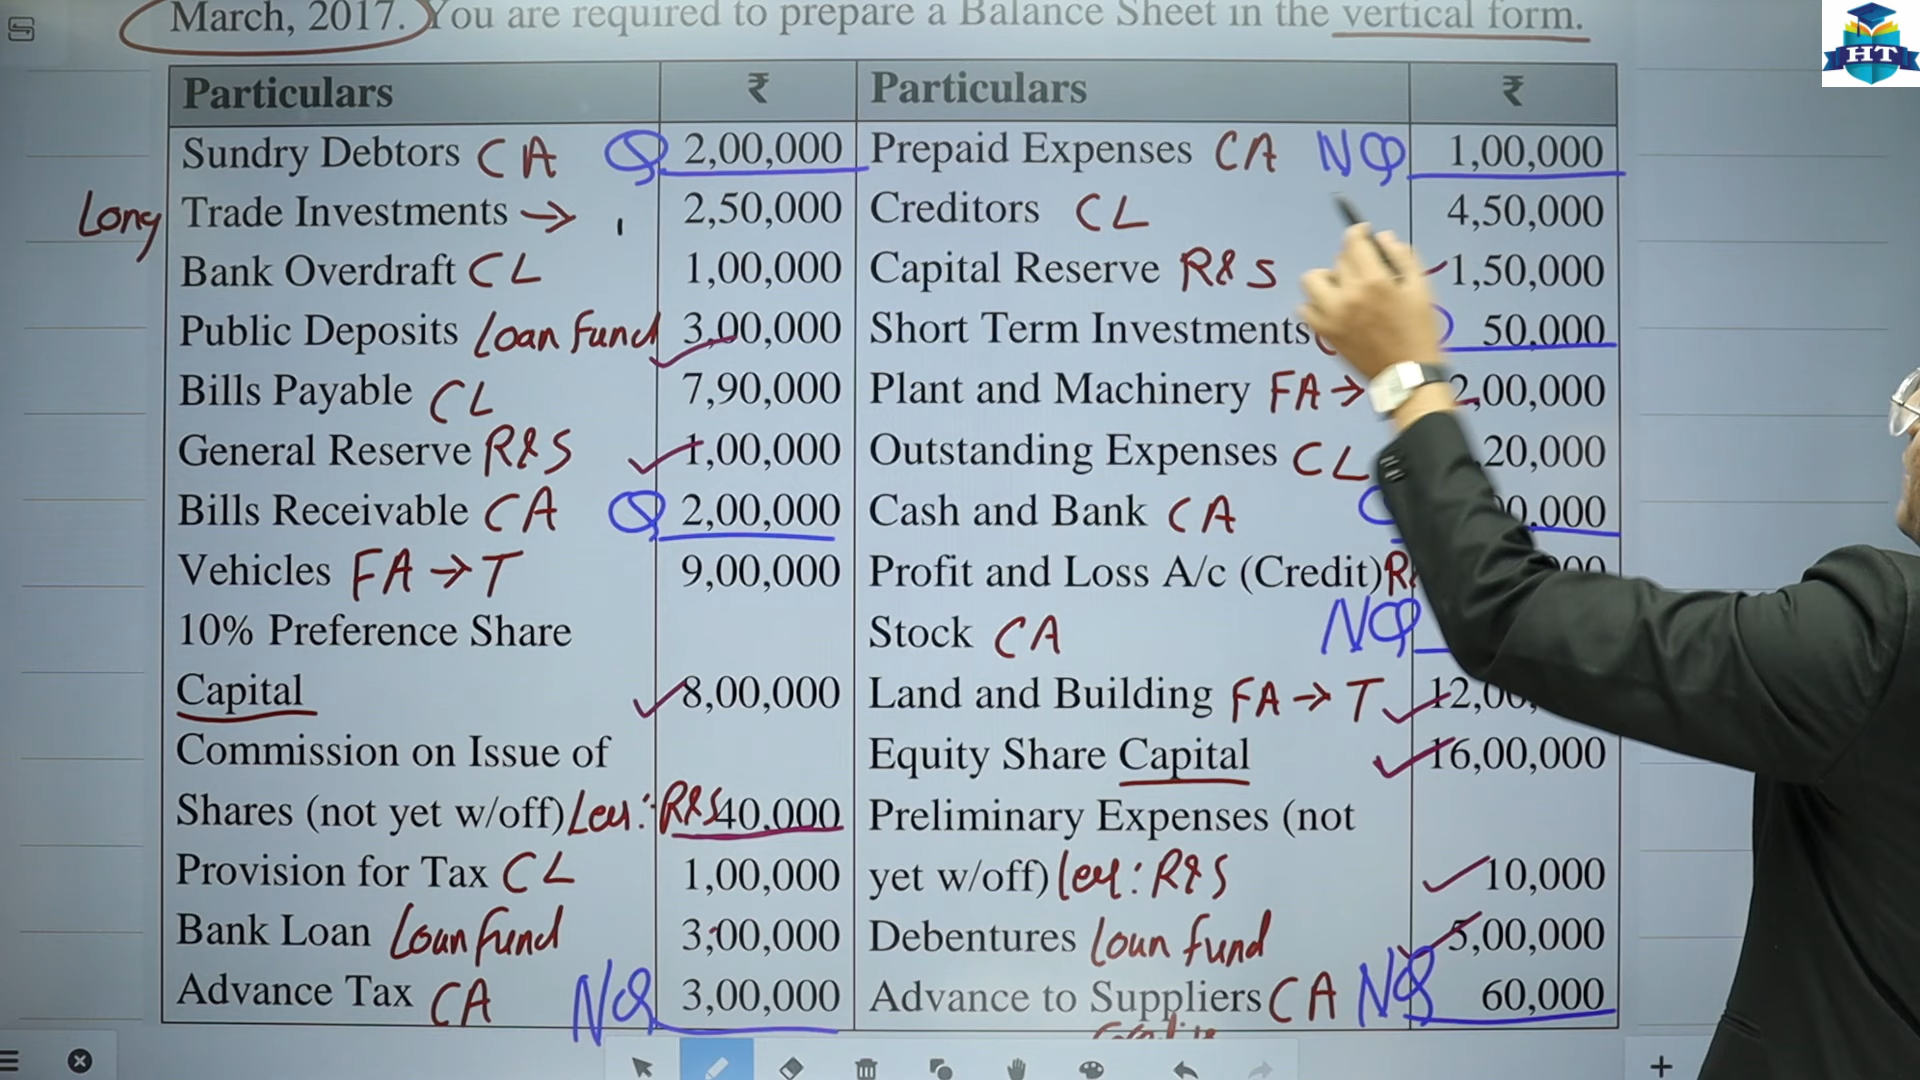 March, 2017. You are required to prepare a Balance Sheet in the vertical form.
HT
Particulars ₹ Particulars ₹
Sundry Debtors CA Q 2,00,000 Prepaid Expenses CA NQ 1,00,000
Long Trade Investments → 2,50,000 Creditors CL 4,50,000
Bank Overdraft CL 1,00,000 Capital Reserve R&S 1,50,000
Public Deposits Loan Fund 3,00,000 Short Term Investments 50,000
Bills Payable CL 7,90,000 Plant and Machinery FA → 2,00,000
General Reserve R&S 1,00,000 Outstanding Expenses CL 20,000
Bills Receivable CA Q 2,00,000 Cash and Bank CA 0,000
Vehicles FA → T 9,00,000 Profit and Loss A/c (Credit) R
10% Preference Share Stock CA NQ
Capital 8,00,000 Land and Building FA → T 12,00,
Commission on Issue of Equity Share Capital 16,00,000
Shares (not yet w/off) Less: R&S 40,000 Preliminary Expenses (not
Provision for Tax CL 1,00,000 yet w/off) Less: R&S 10,000
Bank Loan Loan Fund 3,00,000 Debentures Loan Fund 5,00,000
Advance Tax CA NQ 3,00,000 Advance to Suppliers CA NQ 60,000